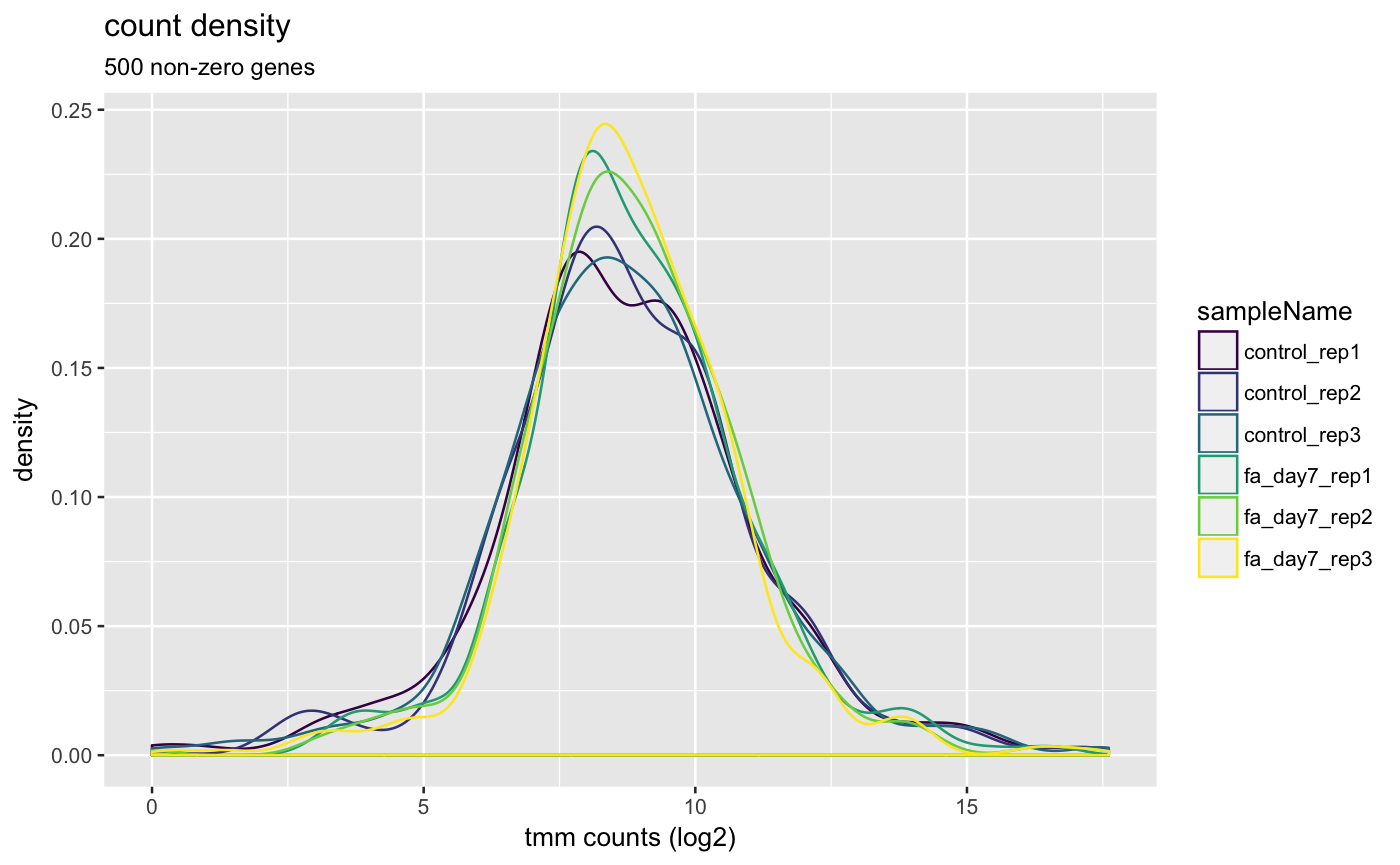 count density
500 non-zero genes
0.25
0.20
0.15
0.10
0.05
0.00
density
0
5
10
15
tmm counts (log2)
sampleName
control_rep1
control_rep2
control_rep3
fa_day7_rep1
fa_day7_rep2
fa_day7_rep3